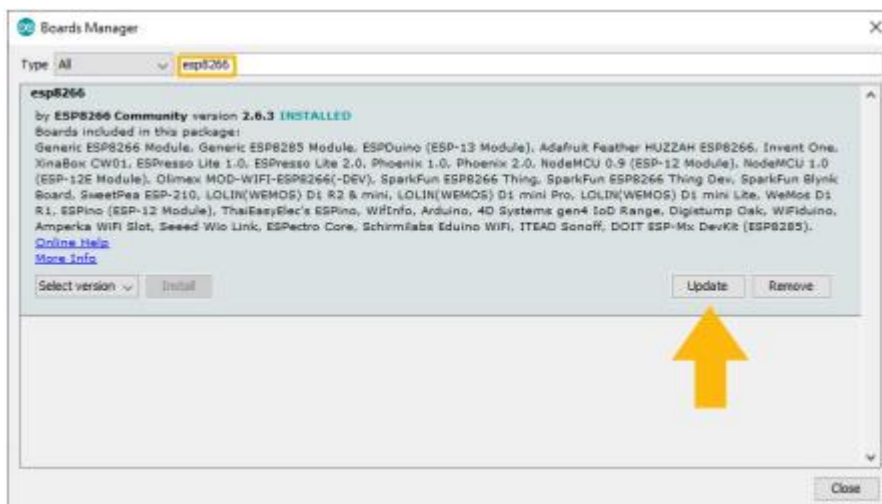 Boards Manager
Type All esp8266
esp8266
by ESP8266 Community version 2.6.3 INSTALLED
Boards included in this package:
Generic ESP8266 Module, Generic ESP8285 Module, ESPDuino (ESP-13 Module), Adafruit Feather HUZZAH ESP8266, Invent One,
XinaBox CW01, ESPresso Lite 1.0, ESPresso Lite 2.0, Phoenix 1.0, Phoenix 2.0, NodeMCU 0.9 (ESP-12 Module), NodeMCU 1.0
(ESP-12E Module), Olimex MOD-WIFI-ESP8266(-DEV), SparkFun ESP8266 Thing, SparkFun ESP8266 Thing Dev, SparkFun Blynk
Board, SweetPea ESP-210, LOLIN(WEMOS) D1 R2 & mini, LOLIN(WEMOS) D1 mini Pro, LOLIN(WEMOS) D1 mini Lite, WeMos D1
R1, ESPino (ESP-12 Module), ThaiEasyElec's ESPino, WifInfo, Arduino, 4D Systems gen4 IoD Range, Digistump Oak, WiFiduino,
Amperka WiFi Slot, Seeed Wio Link, ESPectro Core, Schirmilabs Eduino WiFi, ITEAD Sonoff, DOIT ESP-Mx DevKit (ESP8285).
Online Help
More Info
Select version Install Update Remove
Close